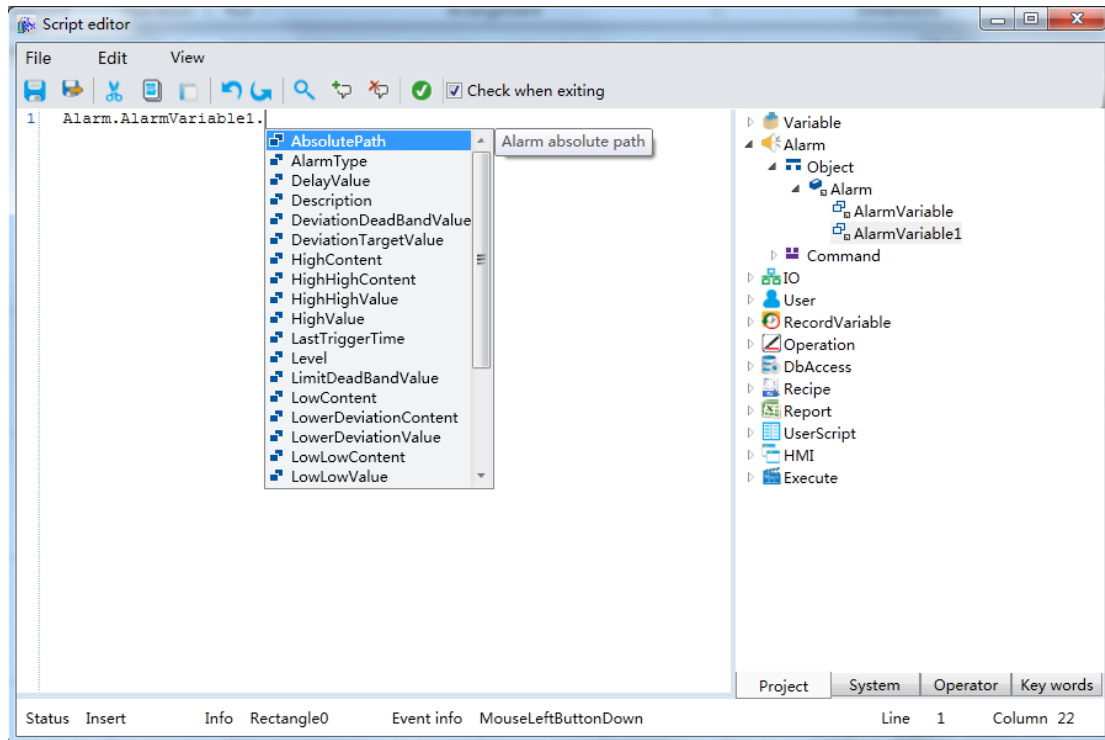 Script editor
File Edit View
Check when exiting
1 Alarm.AlarmVariable1.
AbsolutePath
Alarm absolute path
AlarmType
DelayValue
Description
DeviationDeadBandValue
DeviationTargetValue
HighContent
HighHighContent
HighHighValue
HighValue
LastTriggerTime
Level
LimitDeadBandValue
LowContent
LowerDeviationContent
LowerDeviationValue
LowLowContent
LowLowValue
Variable
Alarm
Object
Alarm
AlarmVariable
AlarmVariable1
Command
IO
User
RecordVariable
Operation
DbAccess
Recipe
Report
UserScript
HMI
Execute
Project System Operator Key words
Status Insert Info Rectangle0 Event info MouseLeftButtonDown Line 1 Column 22